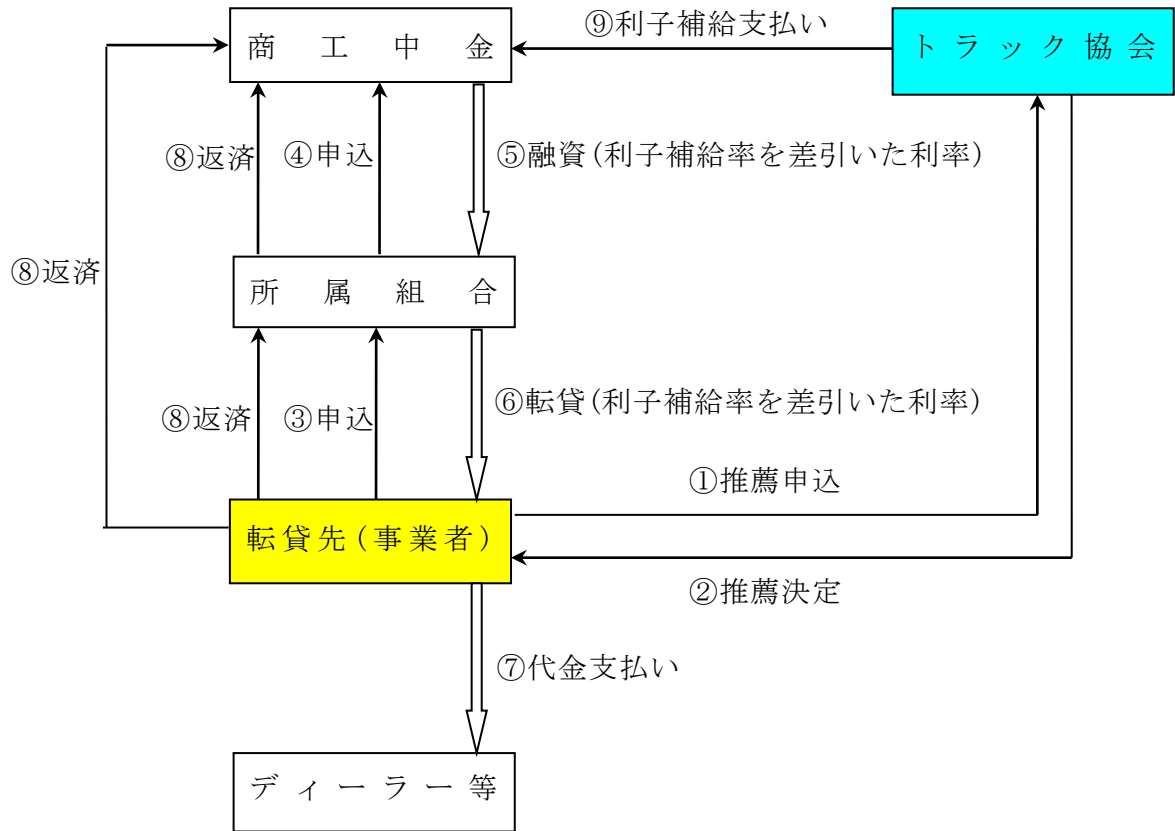 ⑨利子補給支払い
商工中金
トラック協会
⑧返済
④申込
⑤融資(利子補給率を差引いた利率)
⑧返済
所属組合
⑧返済
③申込
⑥転貸(利子補給率を差引いた利率)
①推薦申込
転貸先(事業者)
②推薦決定
⑦代金支払い
ディーラー等